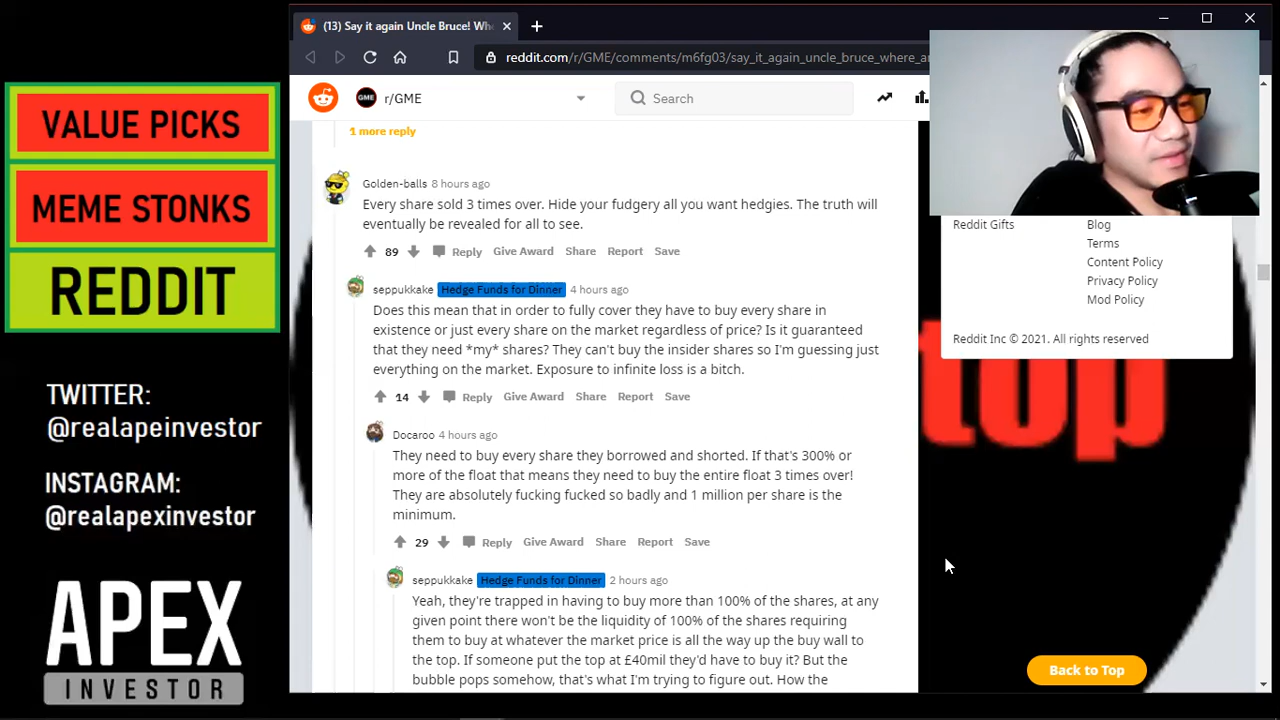 VALUE PICKS
MEME STONKS
REDDIT
TWITTER:
@realapeinvestor
INSTAGRAM:
@realapexinvestor
APEX
INVESTOR
(13) Say it again Uncle Bruce! Wh
reddit.com/r/GME/comments/m6fg03/say_it_again_uncle_bruce_where_a
GME
r/GME
Search
1 more reply
Golden-balls 8 hours ago
Every share sold 3 times over. Hide your fudgery all you want hedgies. The truth will
eventually be revealed for all to see.
89 Reply Give Award Share Report Save
seppukkake Hedge Funds for Dinner 4 hours ago
Does this mean that in order to fully cover they have to buy every share in
existence or just every share on the market regardless of price? Is it guaranteed
that they need *my* shares? They can't buy the insider shares so I'm guessing just
everything on the market. Exposure to infinite loss is a bitch.
14 Reply Give Award Share Report Save
Docaroo 4 hours ago
They need to buy every share they borrowed and shorted. If that's 300% or
more of the float that means they need to buy the entire float 3 times over!
They are absolutely fucking fucked so badly and 1 million per share is the
minimum.
29 Reply Give Award Share Report Save
seppukkake Hedge Funds for Dinner 2 hours ago
Yeah, they're trapped in having to buy more than 100% of the shares, at any
given point there won't be the liquidity of 100% of the shares requiring
them to buy at whatever the market price is all the way up the buy wall to
the top. If someone put the top at £40mil they'd have to buy it? But the
bubble pops somehow, that's what I'm trying to figure out. How the
Reddit Gifts
Blog
Terms
Content Policy
Privacy Policy
Mod Policy
Reddit Inc © 2021. All rights reserved
top
Back to Top